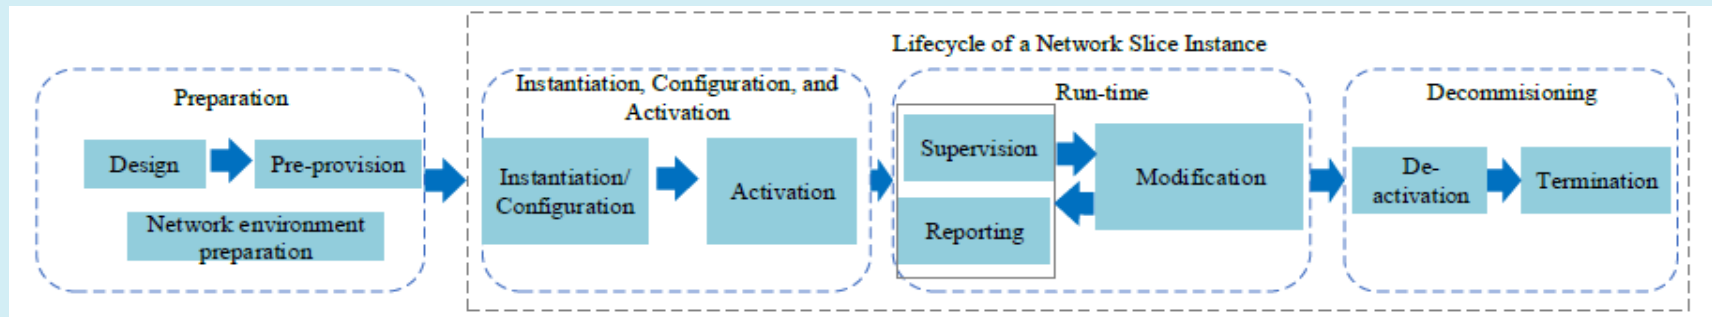 Lifecycle of a Network Slice Instance
Preparation
Design
Pre-provision
Network environment
preparation
Instantiation, Configuration, and
Activation
Instantiation/
Configuration
Activation
Run-time
Supervision
Reporting
Modification
Decommisioning
De-
activation
Termination